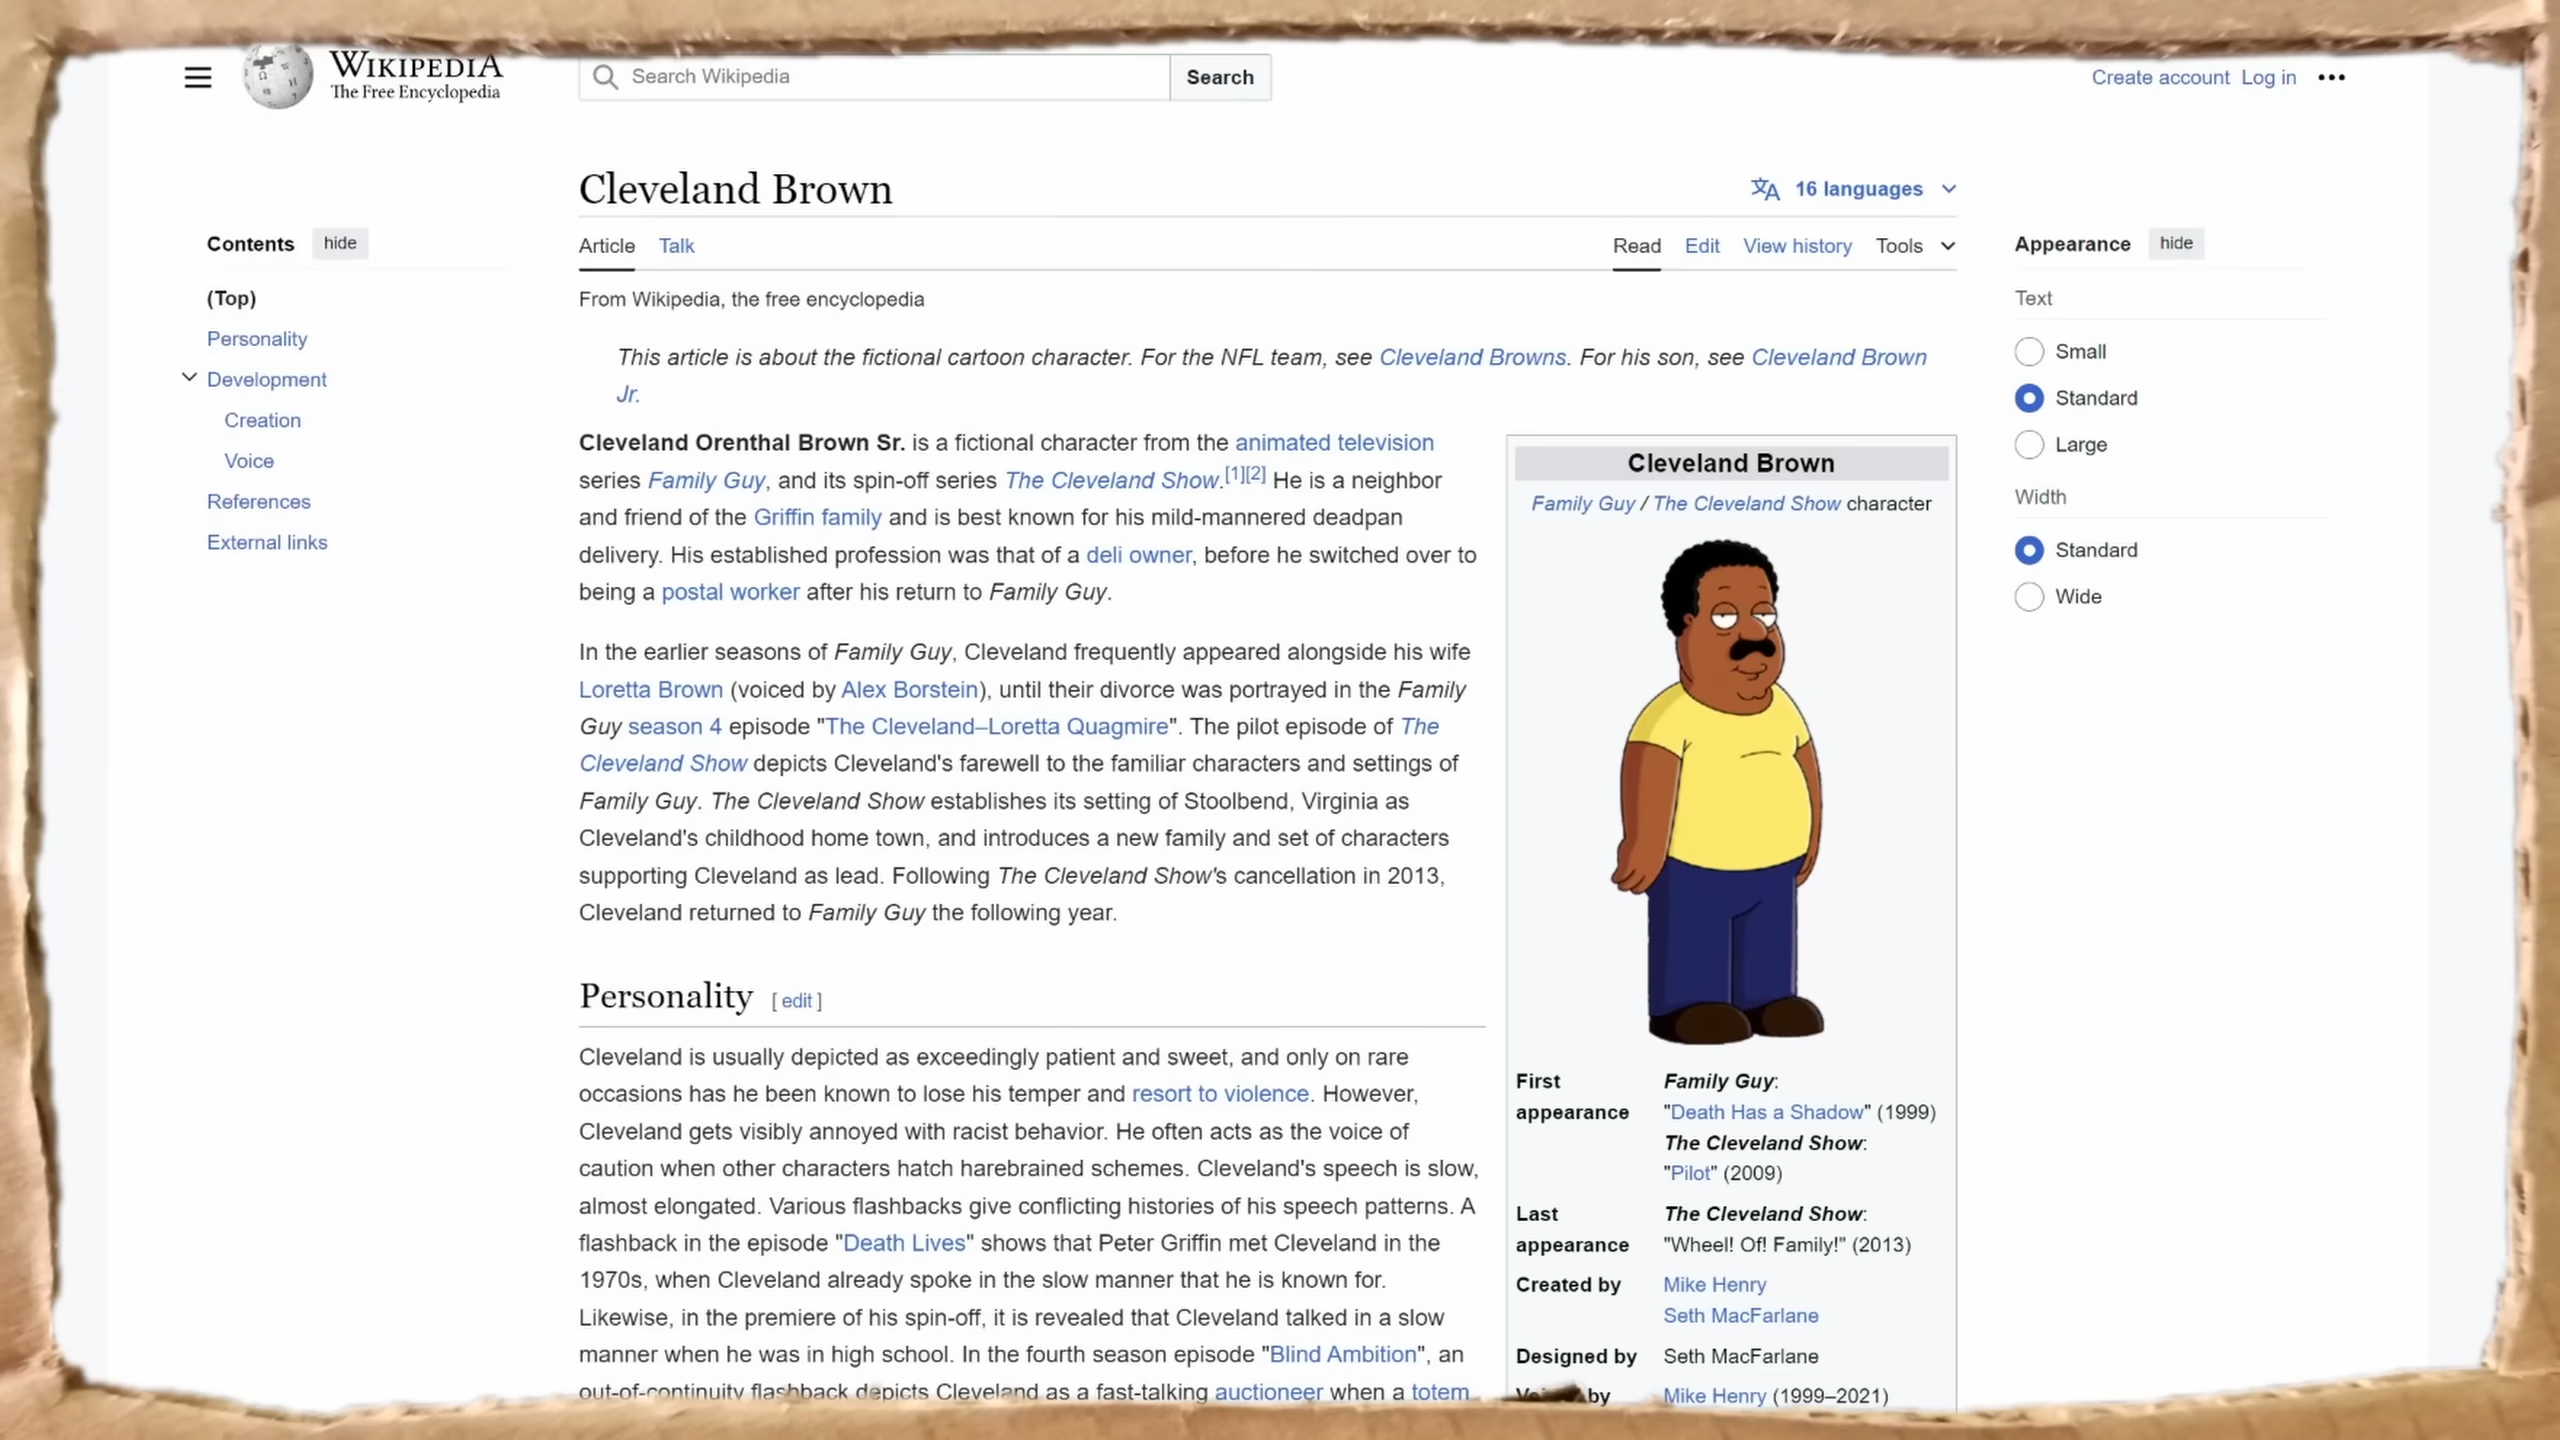 WIKIPEDIA
The Free Encyclopedia
Search Wikipedia
Search
Create account Log in
Cleveland Brown
16 languages
Contents hide
(Top)
Personality
Development
Creation
Voice
References
External links
Article Talk
Read Edit View history Tools
From Wikipedia, the free encyclopedia
This article is about the fictional cartoon character. For the NFL team, see Cleveland Browns. For his son, see Cleveland Brown
Jr.
Cleveland Orenthal Brown Sr. is a fictional character from the animated television
series Family Guy, and its spin-off series The Cleveland Show.[1][2] He is a neighbor
and friend of the Griffin family and is best known for his mild-mannered deadpan
delivery. His established profession was that of a deli owner, before he switched over to
being a postal worker after his return to Family Guy.
In the earlier seasons of Family Guy, Cleveland frequently appeared alongside his wife
Loretta Brown (voiced by Alex Borstein), until their divorce was portrayed in the Family
Guy season 4 episode "The Cleveland–Loretta Quagmire". The pilot episode of The
Cleveland Show depicts Cleveland's farewell to the familiar characters and settings of
Family Guy. The Cleveland Show establishes its setting of Stoolbend, Virginia as
Cleveland's childhood home town, and introduces a new family and set of characters
supporting Cleveland as lead. Following The Cleveland Show's cancellation in 2013,
Cleveland returned to Family Guy the following year.
Personality [ edit ]
Cleveland is usually depicted as exceedingly patient and sweet, and only on rare
occasions has he been known to lose his temper and resort to violence. However,
Cleveland gets visibly annoyed with racist behavior. He often acts as the voice of
caution when other characters hatch harebrained schemes. Cleveland's speech is slow,
almost elongated. Various flashbacks give conflicting histories of his speech patterns. A
flashback in the episode "Death Lives" shows that Peter Griffin met Cleveland in the
1970s, when Cleveland already spoke in the slow manner that he is known for.
Likewise, in the premiere of his spin-off, it is revealed that Cleveland talked in a slow
manner when he was in high school. In the fourth season episode "Blind Ambition", an
out-of-continuity flashback depicts Cleveland as a fast-talking auctioneer when a totem
Cleveland Brown
Family Guy / The Cleveland Show character
First appearance
Family Guy:
"Death Has a Shadow" (1999)
The Cleveland Show:
"Pilot" (2009)
Last appearance
The Cleveland Show:
"Wheel! Of! Family!" (2013)
Created by
Mike Henry
Seth MacFarlane
Designed by Seth MacFarlane
by Mike Henry (1999–2021)
Appearance hide
Text
Small
Standard
Large
Width
Standard
Wide